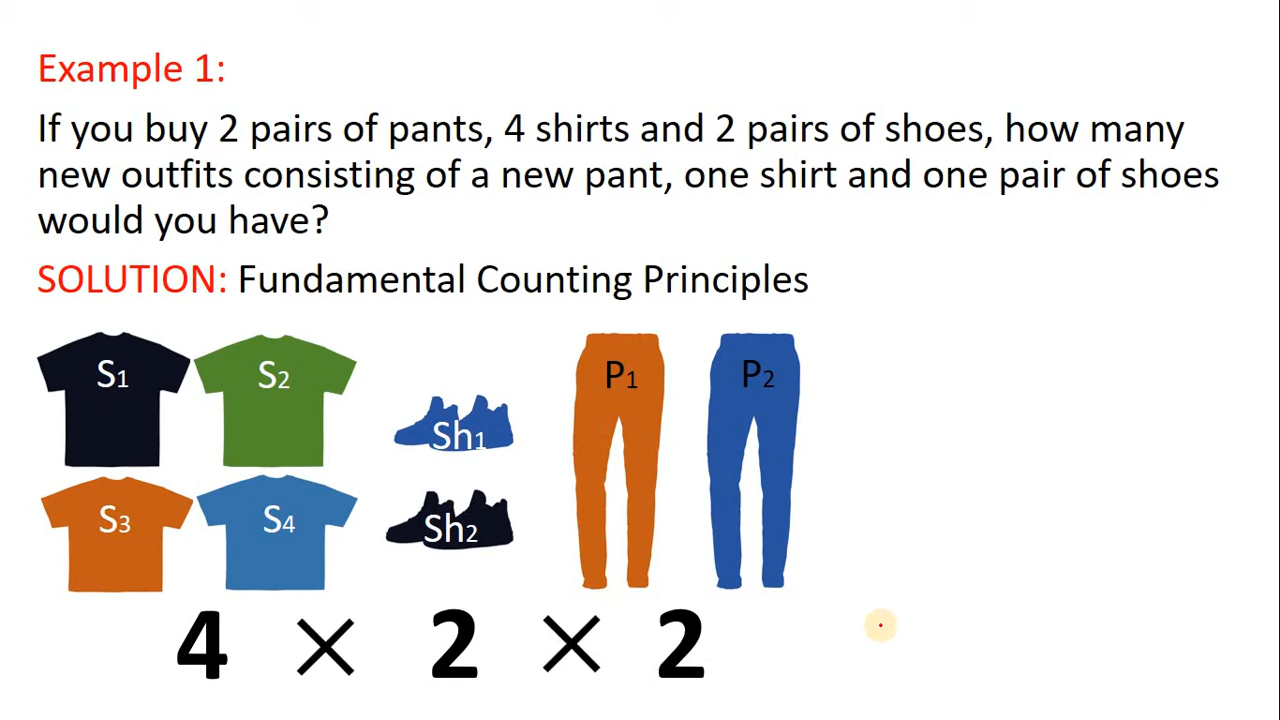 Example 1:
If you buy 2 pairs of pants, 4 shirts and 2 pairs of shoes, how many
new outfits consisting of a new pant, one shirt and one pair of shoes
would you have?
SOLUTION: Fundamental Counting Principles
S1 S2 P1 P2
Sh1
S3 S4 Sh2
4 × 2 × 2